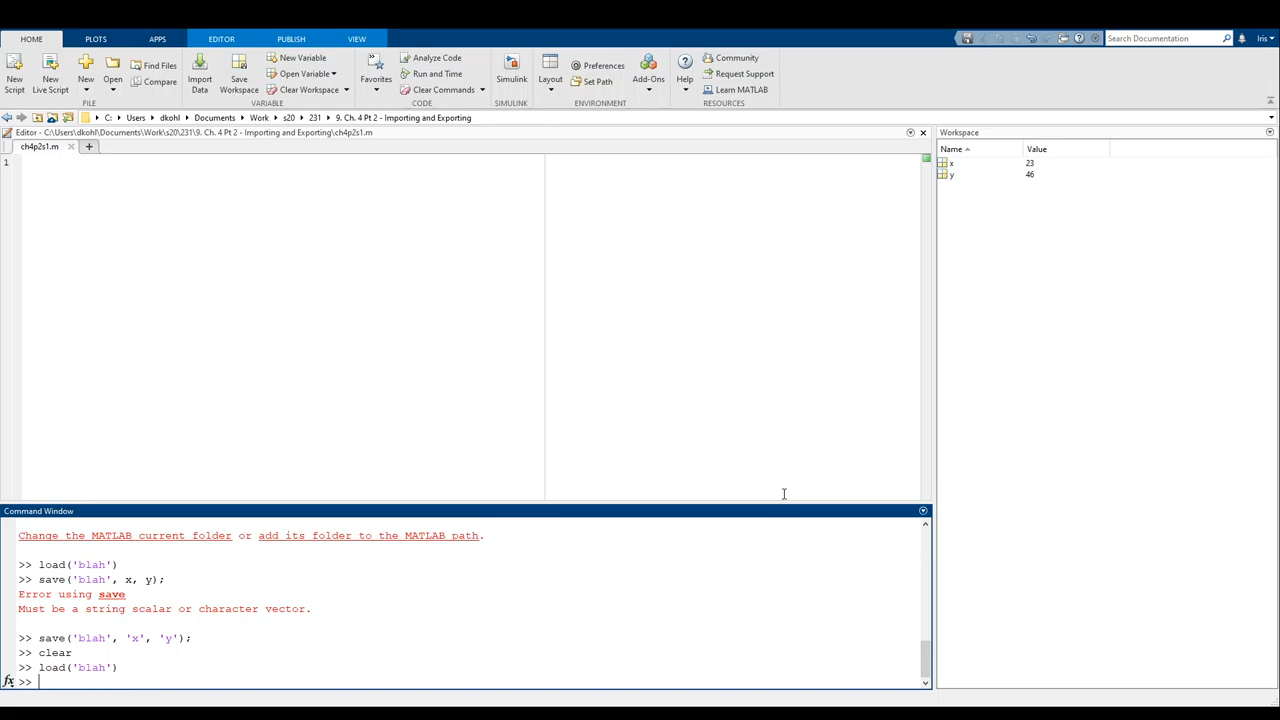 HOME PLOTS APPS EDITOR PUBLISH VIEW Search Documentation Iris
New Script
New Live Script
New
Open
Find Files
Compare
FILE
Import Data
Save Workspace
New Variable
Open Variable
Clear Workspace
VARIABLE
Favorites
Analyze Code
Run and Time
Clear Commands
CODE
Simulink
SIMULINK
Layout
Preferences
Set Path
ENVIRONMENT
Add-Ons
Help
Community
Request Support
Learn MATLAB
RESOURCES
C: Users dkohl Documents Work s20 231 9. Ch. 4 Pt 2 - Importing and Exporting
Editor - C:\Users\dkohl\Documents\Work\s20\231\9. Ch. 4 Pt 2 - Importing and Exporting\ch4p2s1.m
ch4p2s1.m
1
Workspace
Name Value
x 23
y 46
Command Window
Change the MATLAB current folder or add its folder to the MATLAB path.
>> load('blah')
>> save('blah', x, y);
Error using save
Must be a string scalar or character vector.
>> save('blah', 'x', 'y');
>> clear
>> load('blah')
fx >>